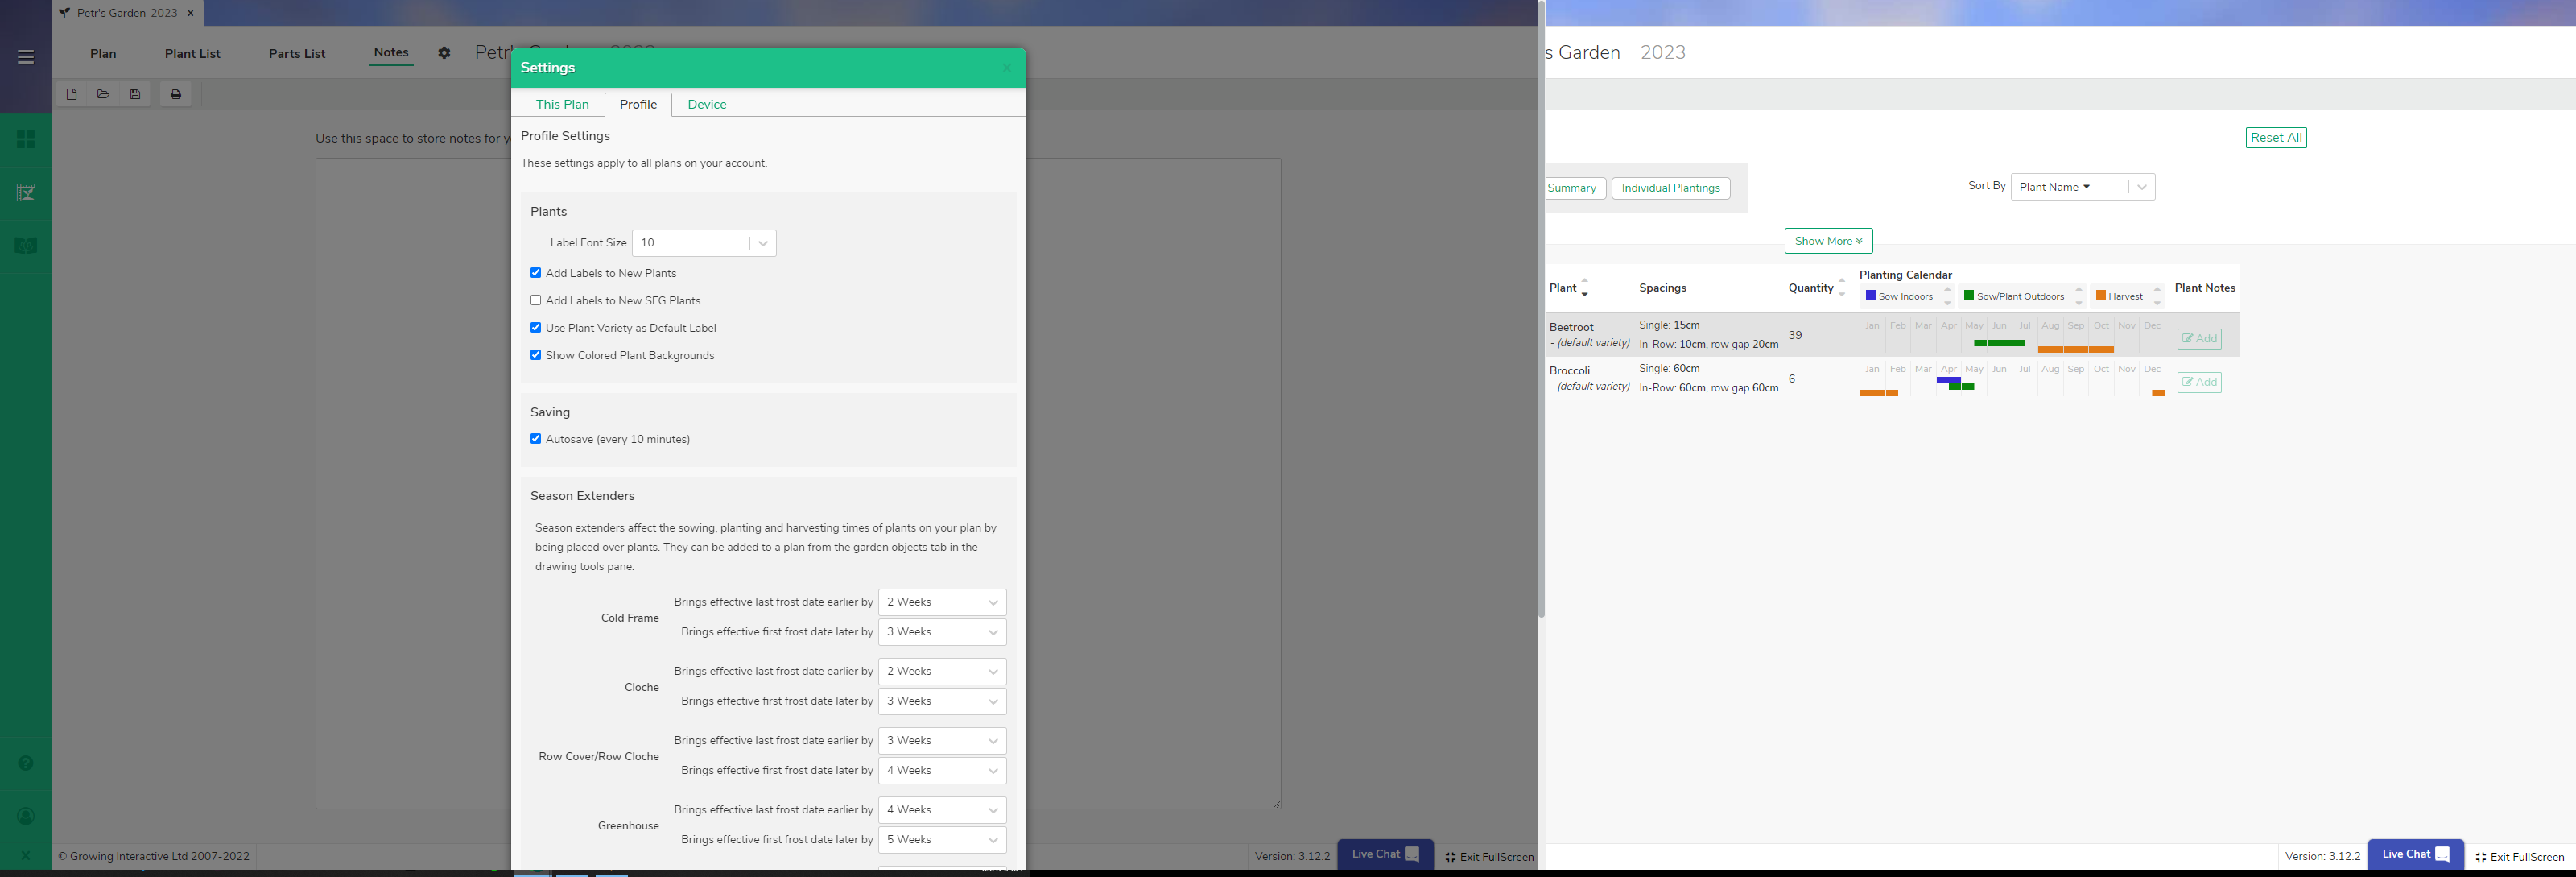 Petr's Garden 2023 x
Plan
Plant List
Parts List
Notes
Settings
This Plan
Profile
Device
Profile Settings
These settings apply to all plans on your account.
Plants
Label Font Size 10
Add Labels to New Plants
Add Labels to New SFG Plants
Use Plant Variety as Default Label
Show Colored Plant Backgrounds
Saving
Autosave (every 10 minutes)
Season Extenders
Season extenders affect the sowing, planting and harvesting times of plants on your plan by
being placed over plants. They can be added to a plan from the garden objects tab in the
drawing tools pane.
Cold Frame
Brings effective last frost date earlier by 2 Weeks
Brings effective first frost date later by 3 Weeks
Cloche
Brings effective last frost date earlier by 2 Weeks
Brings effective first frost date later by 3 Weeks
Row Cover/Row Cloche
Brings effective last frost date earlier by 3 Weeks
Brings effective first frost date later by 4 Weeks
Greenhouse
Brings effective last frost date earlier by 4 Weeks
Brings effective first frost date later by 5 Weeks
Use this space to store notes for
© Growing Interactive Ltd 2007-2022
Version: 3.12.2
Live Chat
Exit FullScreen
s Garden 2023
Reset All
Summary
Individual Plantings
Sort By Plant Name
Show More
Plant
Spacings
Quantity
Planting Calendar
Sow Indoors
Sow/Plant Outdoors
Harvest
Plant Notes
Beetroot
- (default variety)
Single: 15cm
In-Row: 10cm, row gap 20cm
39
Jan Feb Mar Apr May Jun Jul Aug Sep Oct Nov Dec
Add
Broccoli
- (default variety)
Single: 60cm
In-Row: 60cm, row gap 60cm
6
Jan Feb Mar Apr May Jun Jul Aug Sep Oct Nov Dec
Add
Version: 3.12.2
Live Chat
Exit FullScreen